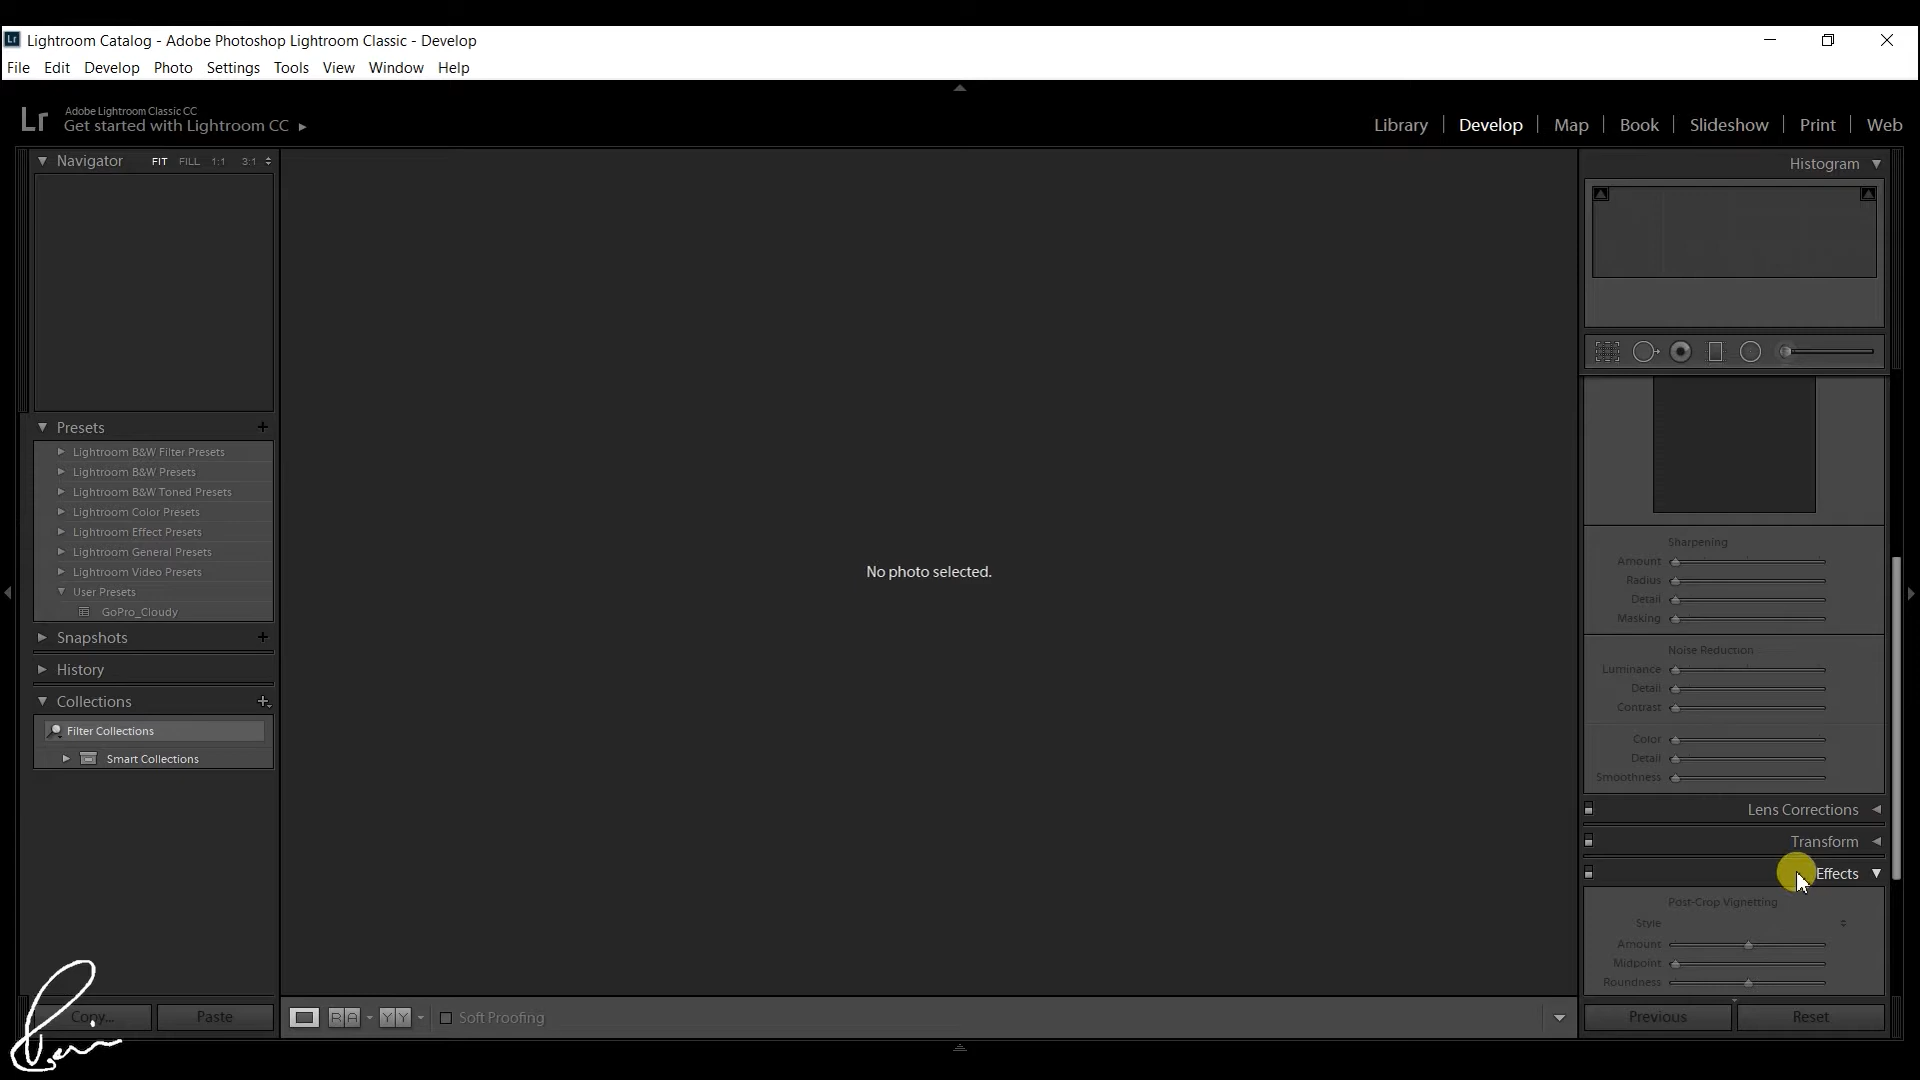 Lr Lightroom Catalog - Adobe Photoshop Lightroom Classic - Develop
File Edit Develop Photo Settings Tools View Window Help
Lr Adobe Lightroom Classic CC
Get started with Lightroom CC
Library | Develop | Map | Book | Slideshow | Print | Web
Navigator FIT FILL 1:1 3:1
Presets
Lightroom B&W Filter Presets
Lightroom B&W Presets
Lightroom B&W Toned Presets
Lightroom Color Presets
Lightroom Effect Presets
Lightroom General Presets
Lightroom Video Presets
User Presets
GoPro_Cloudy
Snapshots
History
Collections
Filter Collections
Smart Collections
Copy...
Paste
No photo selected.
R A Y Y Soft Proofing
Histogram
Sharpening
Amount
Radius
Detail
Masking
Noise Reduction
Luminance
Detail
Contrast
Color
Detail
Smoothness
Lens Corrections
Transform
Effects
Post-Crop Vignetting
Style
Amount
Midpoint
Roundness
Previous
Reset